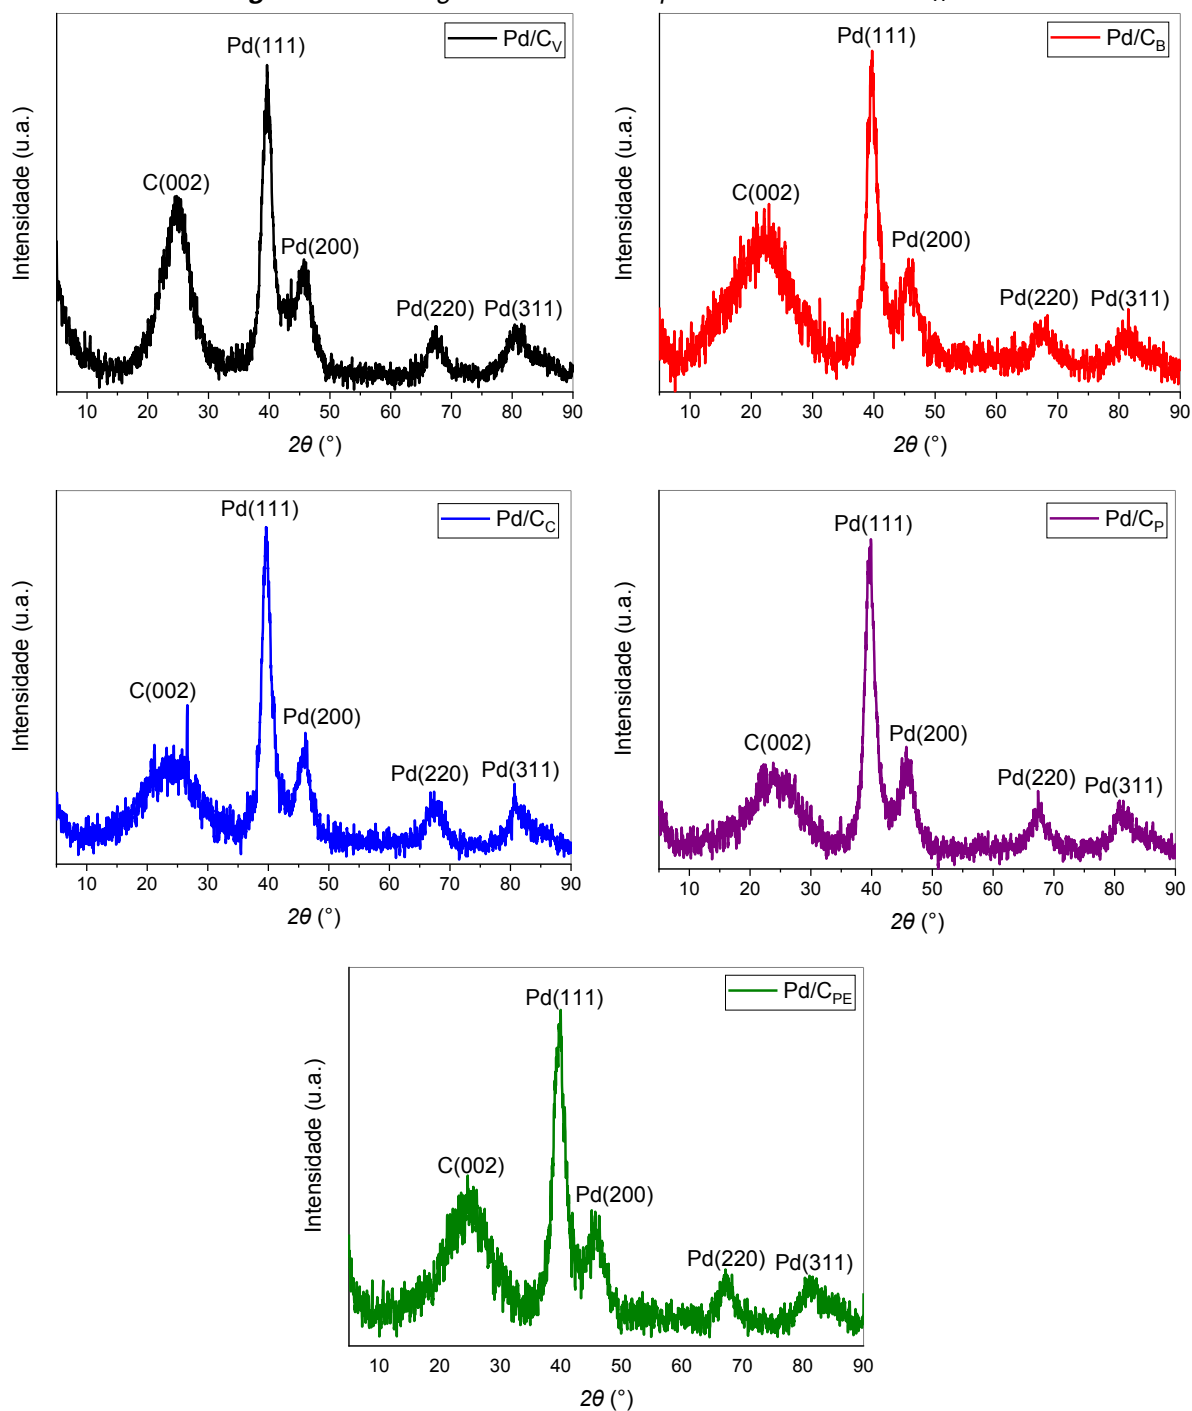 Pd/C_V
Pd(111)
C(002)
Pd(200)
Pd(220) Pd(311)
Intensidade (u.a.)
10 20 30 40 50 60 70 80 90
2θ (°)
Pd/C_B
Pd(111)
C(002)
Pd(200)
Pd(220) Pd(311)
Intensidade (u.a.)
10 20 30 40 50 60 70 80 90
2θ (°)
Pd/C_C
Pd(111)
C(002)
Pd(200)
Pd(220) Pd(311)
Intensidade (u.a.)
10 20 30 40 50 60 70 80 90
2θ (°)
Pd/C_P
Pd(111)
C(002)
Pd(200)
Pd(220) Pd(311)
Intensidade (u.a.)
10 20 30 40 50 60 70 80 90
2θ (°)
Pd/C_PE
Pd(111)
C(002)
Pd(200)
Pd(220) Pd(311)
Intensidade (u.a.)
10 20 30 40 50 60 70 80 90
2θ (°)